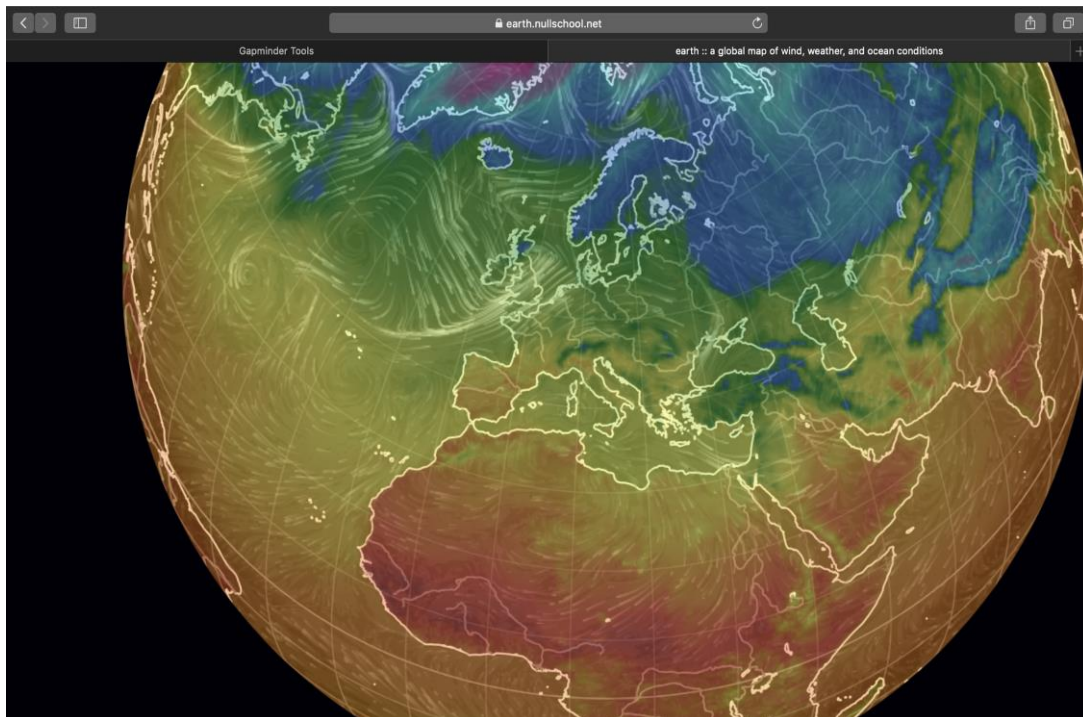 earth.nullschool.net
Gapminder Tools
earth :: a global map of wind, weather, and ocean conditions